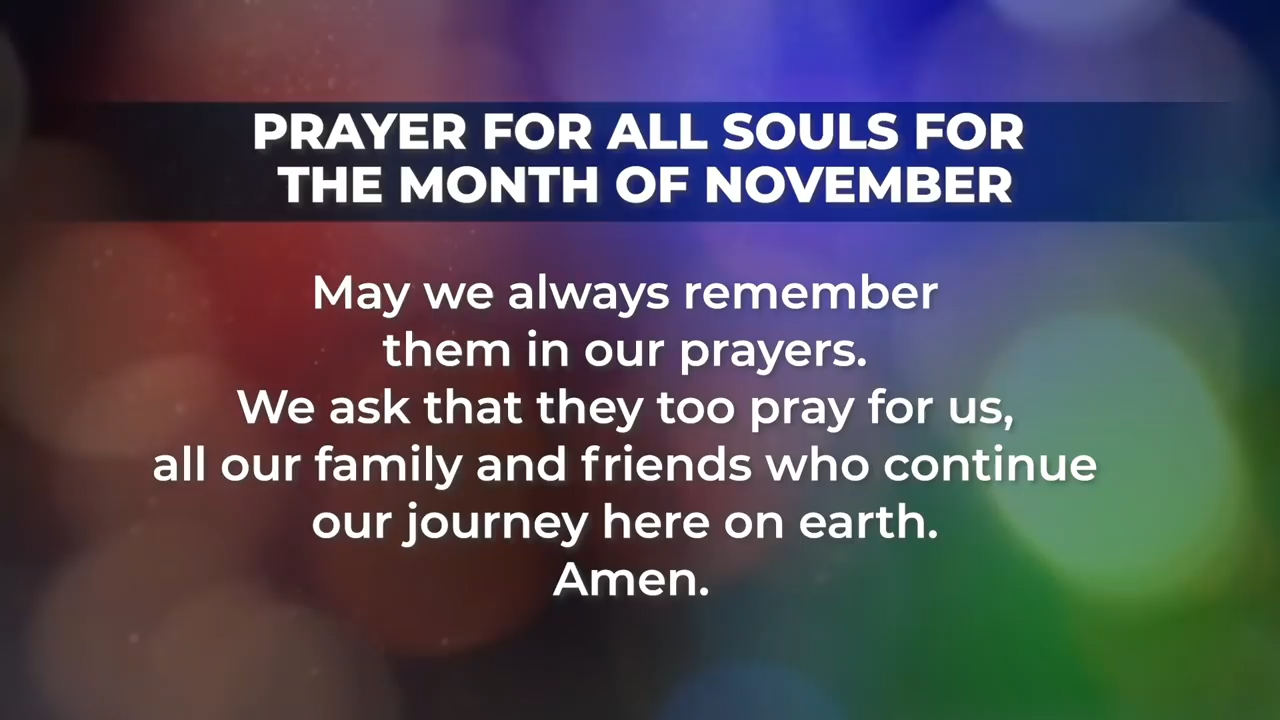 PRAYER FOR ALL SOULS FOR
THE MONTH OF NOVEMBER
May we always remember
them in our prayers.
We ask that they too pray for us,
all our family and friends who continue
our journey here on earth.
Amen.